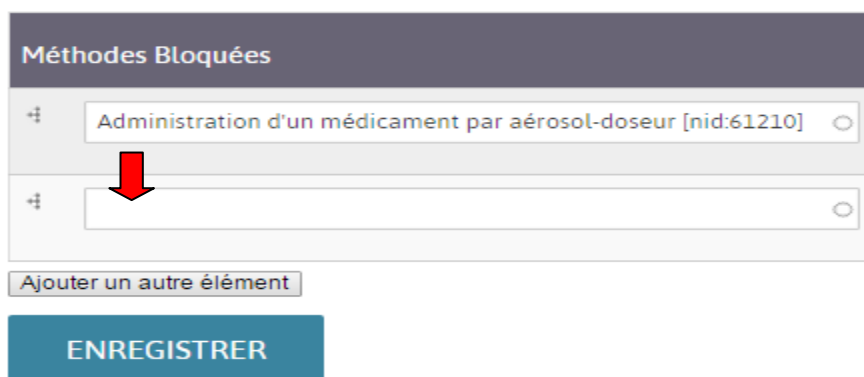 Méthodes Bloquées
Administration d'un médicament par aérosol-doseur [nid:61210]
Ajouter un autre élément
ENREGISTRER